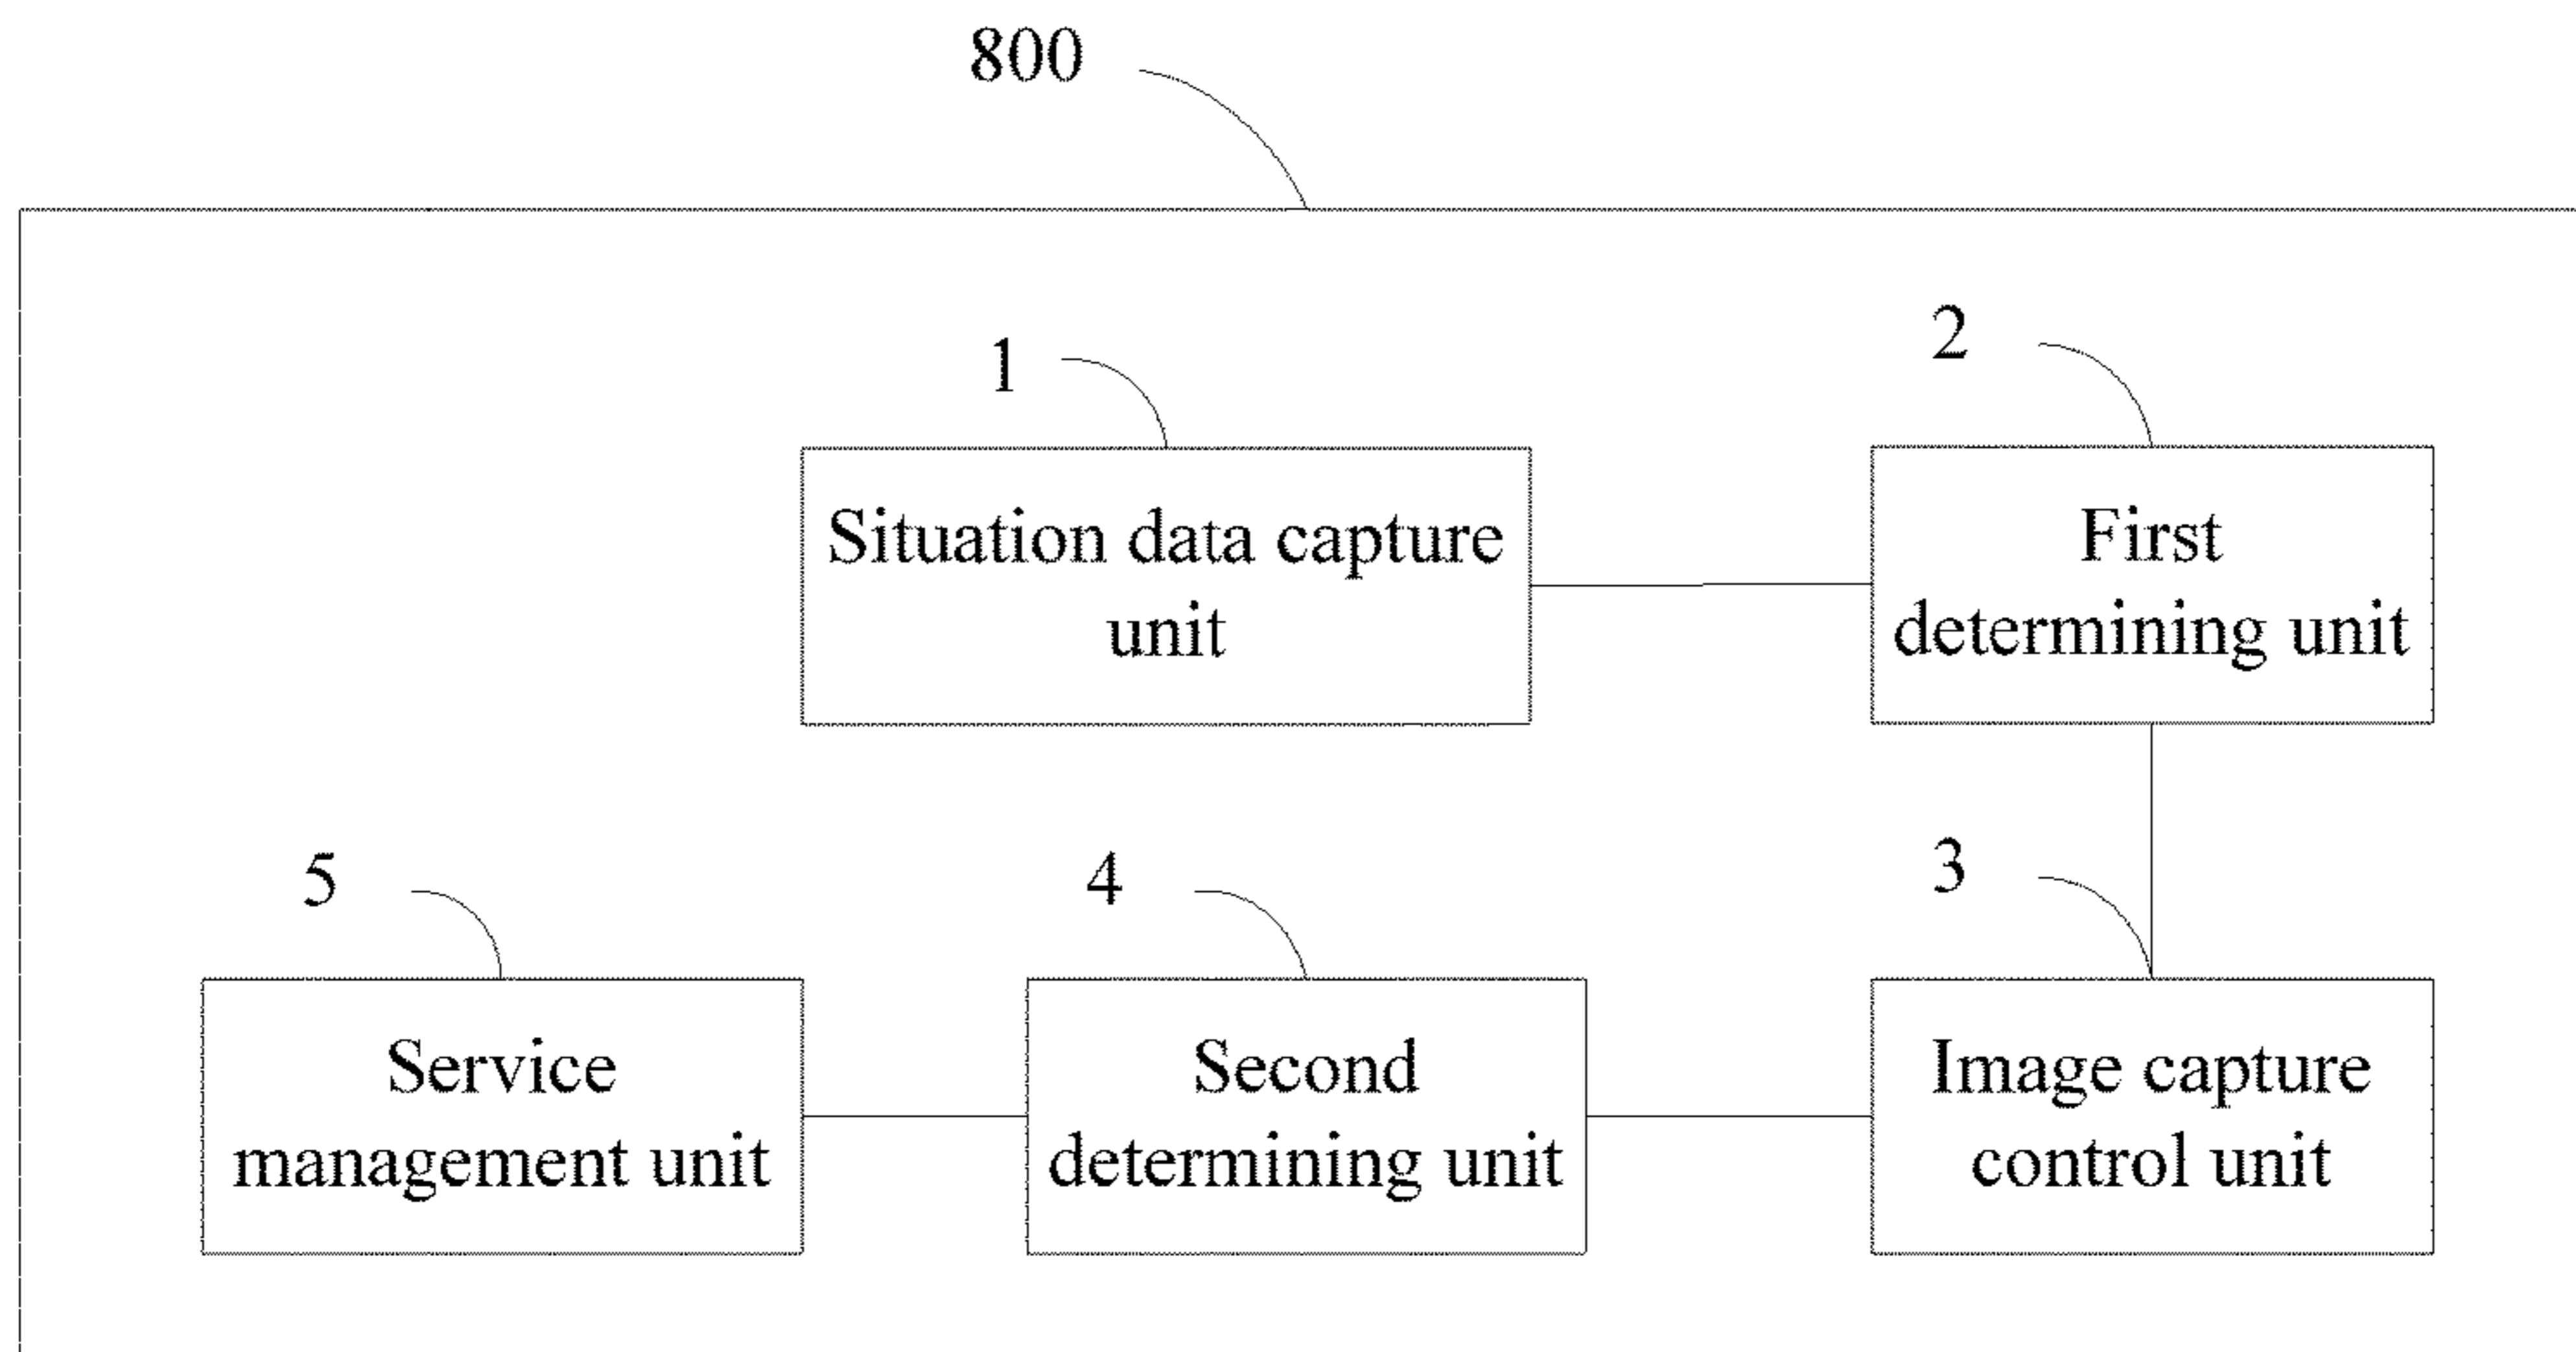 800
1
2
Situation data capture
unit
First
determining unit
5
4
3
Service
management unit
Second
determining unit
Image capture
control unit